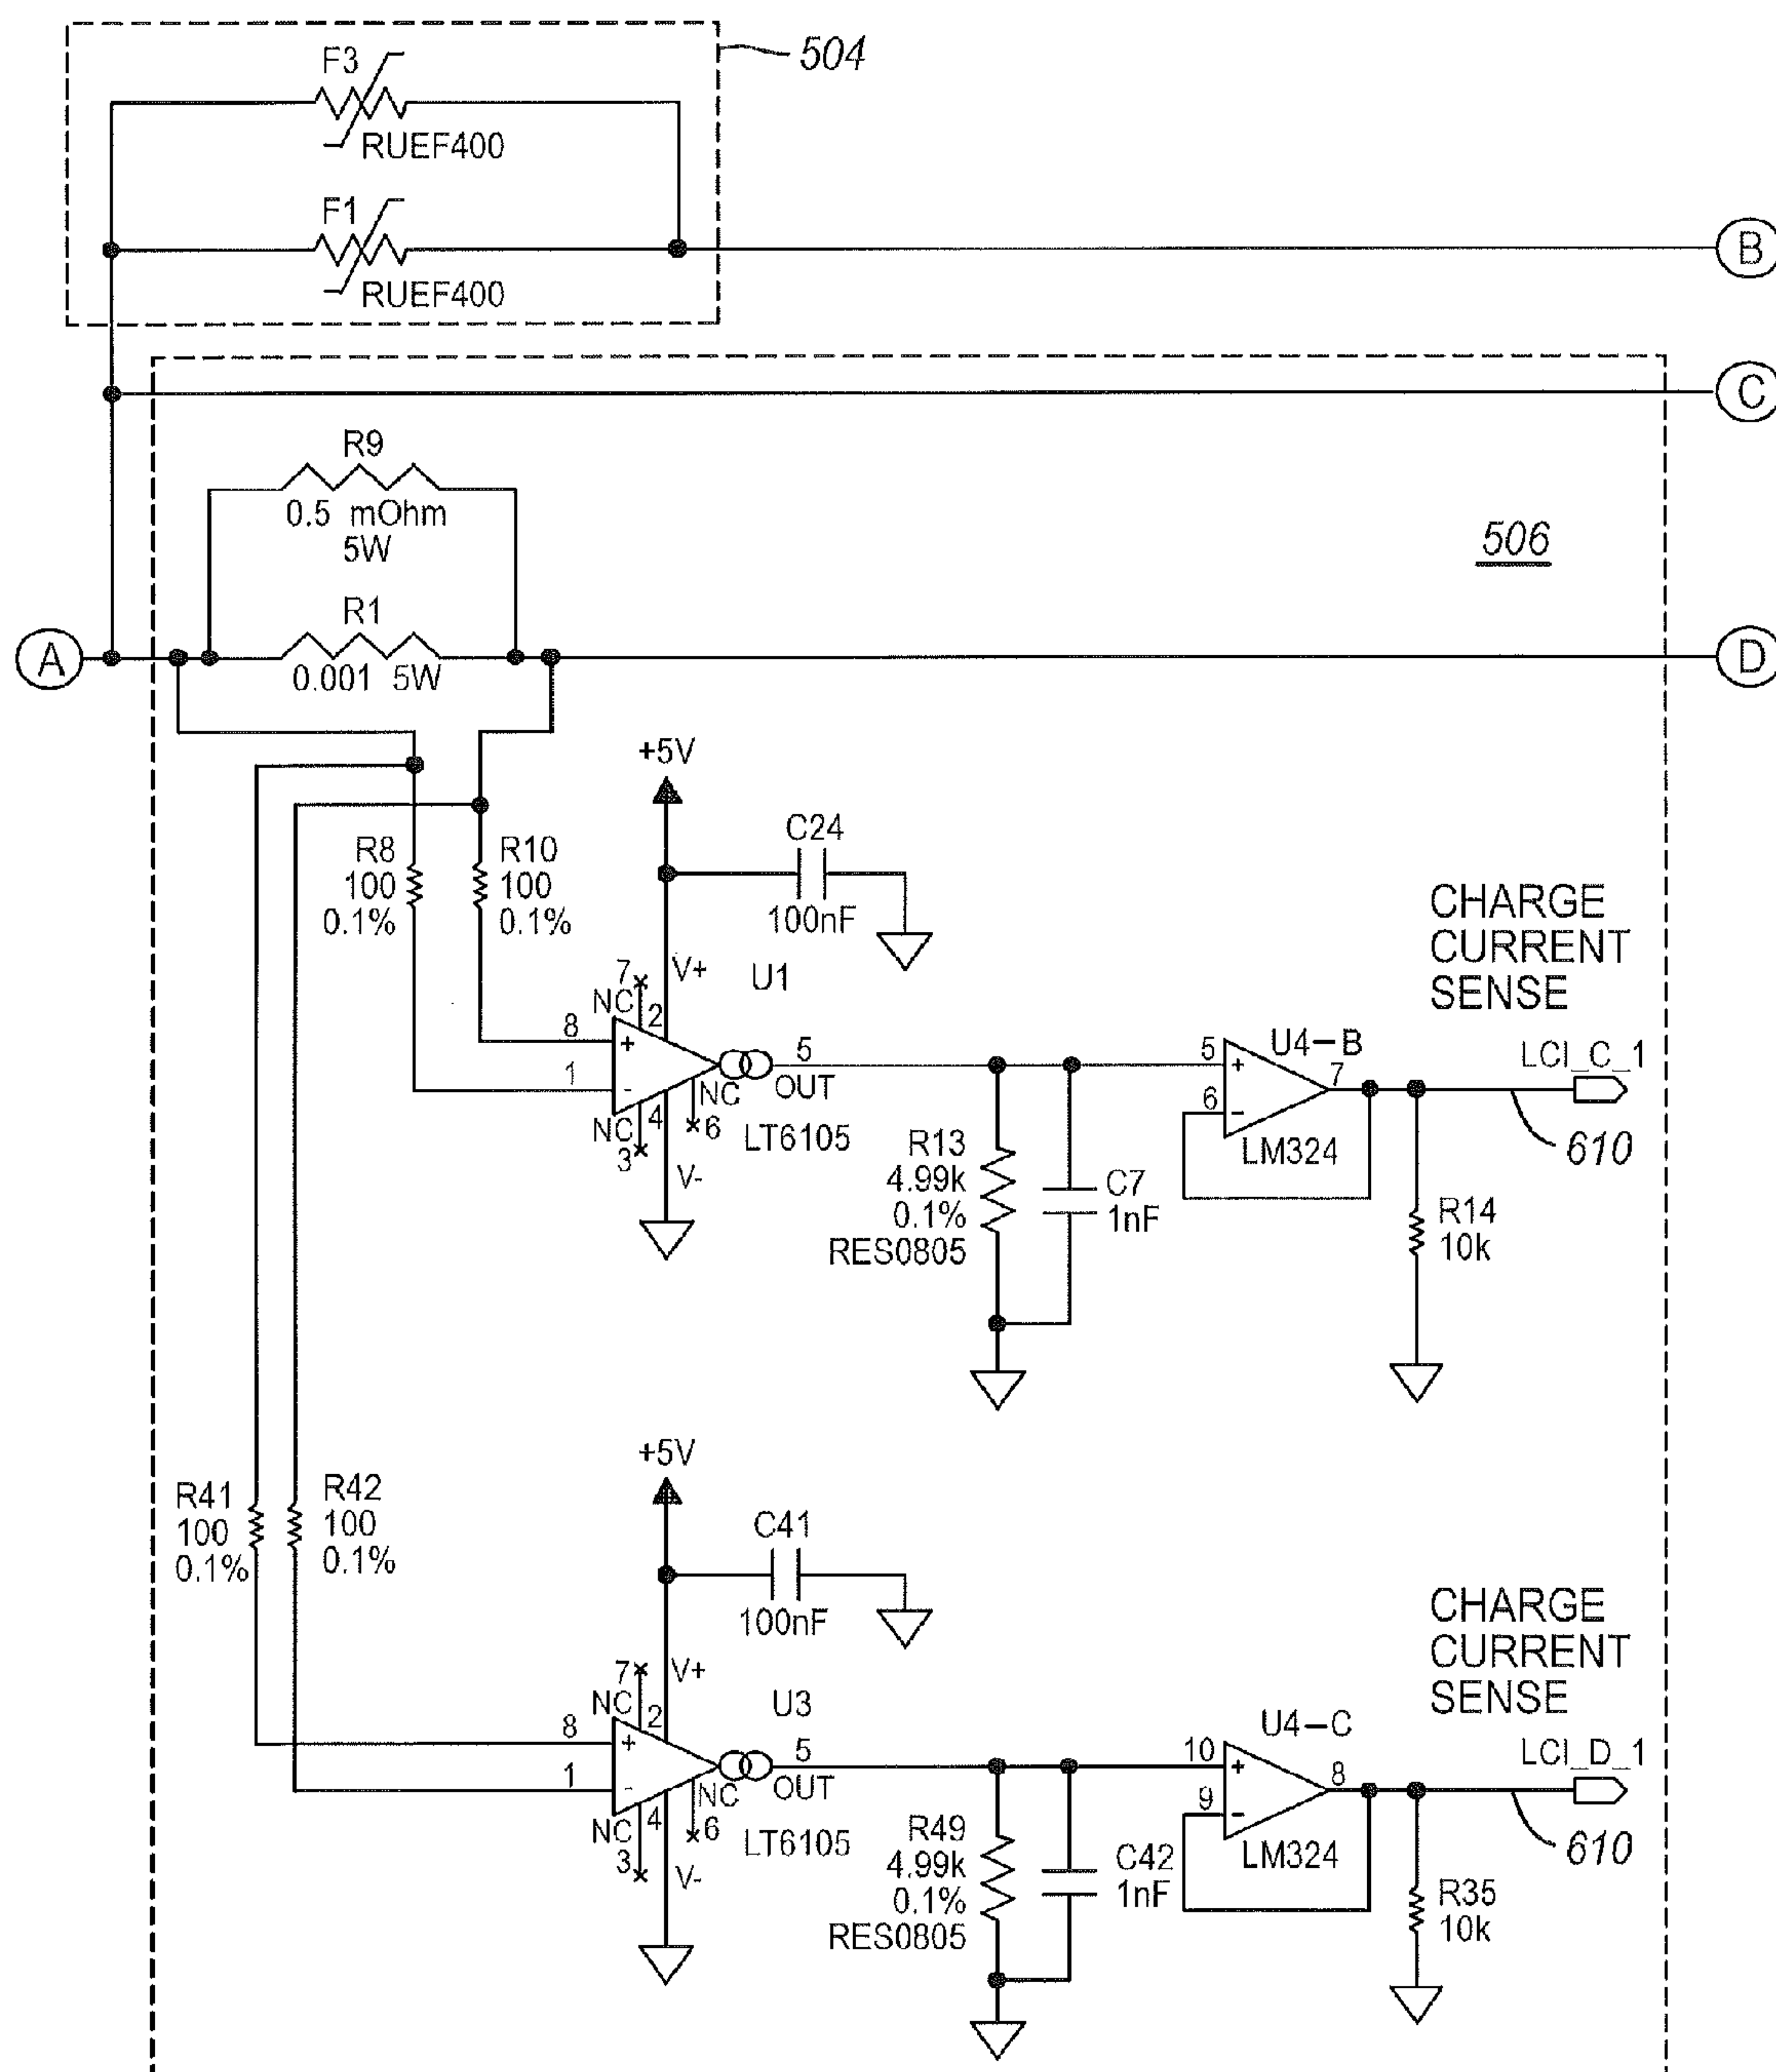 504
F3
RUEF400
F1
RUEF400
B
C
R9
0.5 mOhm
5W
506
R1
A
0.001 5W
D
+5V
C24
100nF
R8
100
0.1%
R10
100
0.1%
CHARGE
CURRENT
SENSE
V+
U1
7
NC
2
8
+
1
-
5
OUT
NC
6
NC
3
4
V-
LT6105
5
+
6
-
U4-B
7
LM324
LCI_C_1
610
R13
4.99k
0.1%
RES0805
C7
1nF
R14
10k
+5V
R41
100
0.1%
R42
100
0.1%
C41
100nF
CHARGE
CURRENT
SENSE
V+
U3
7
NC
2
8
+
1
-
5
OUT
NC
6
NC
3
4
V-
LT6105
10
+
9
-
U4-C
8
LM324
LCI_D_1
610
R49
4.99k
0.1%
RES0805
C42
1nF
R35
10k